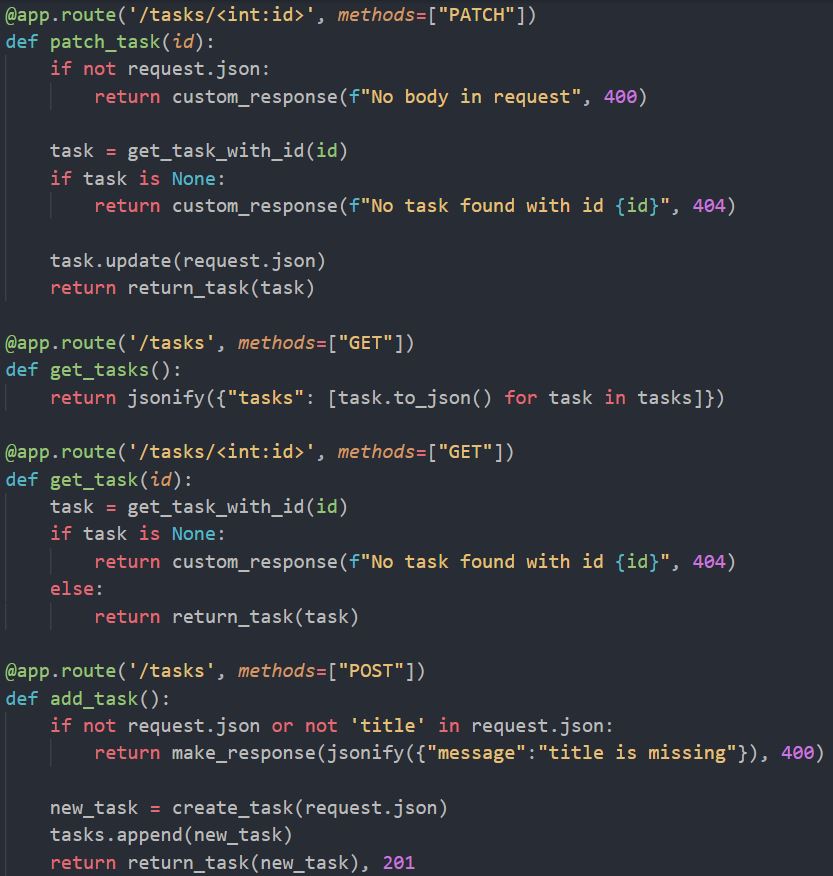 @app.route('/tasks/<int:id>', methods=["PATCH"])
def patch_task(id):
    if not request.json:
        return custom_response(f"No body in request", 400)

    task = get_task_with_id(id)
    if task is None:
        return custom_response(f"No task found with id {id}", 404)

    task.update(request.json)
    return return_task(task)

@app.route('/tasks', methods=["GET"])
def get_tasks():
    return jsonify({"tasks": [task.to_json() for task in tasks]})

@app.route('/tasks/<int:id>', methods=["GET"])
def get_task(id):
    task = get_task_with_id(id)
    if task is None:
        return custom_response(f"No task found with id {id}", 404)
    else:
        return return_task(task)

@app.route('/tasks', methods=["POST"])
def add_task():
    if not request.json or not 'title' in request.json:
        return make_response(jsonify({"message":"title is missing"}), 400)

    new_task = create_task(request.json)
    tasks.append(new_task)
    return return_task(new_task), 201